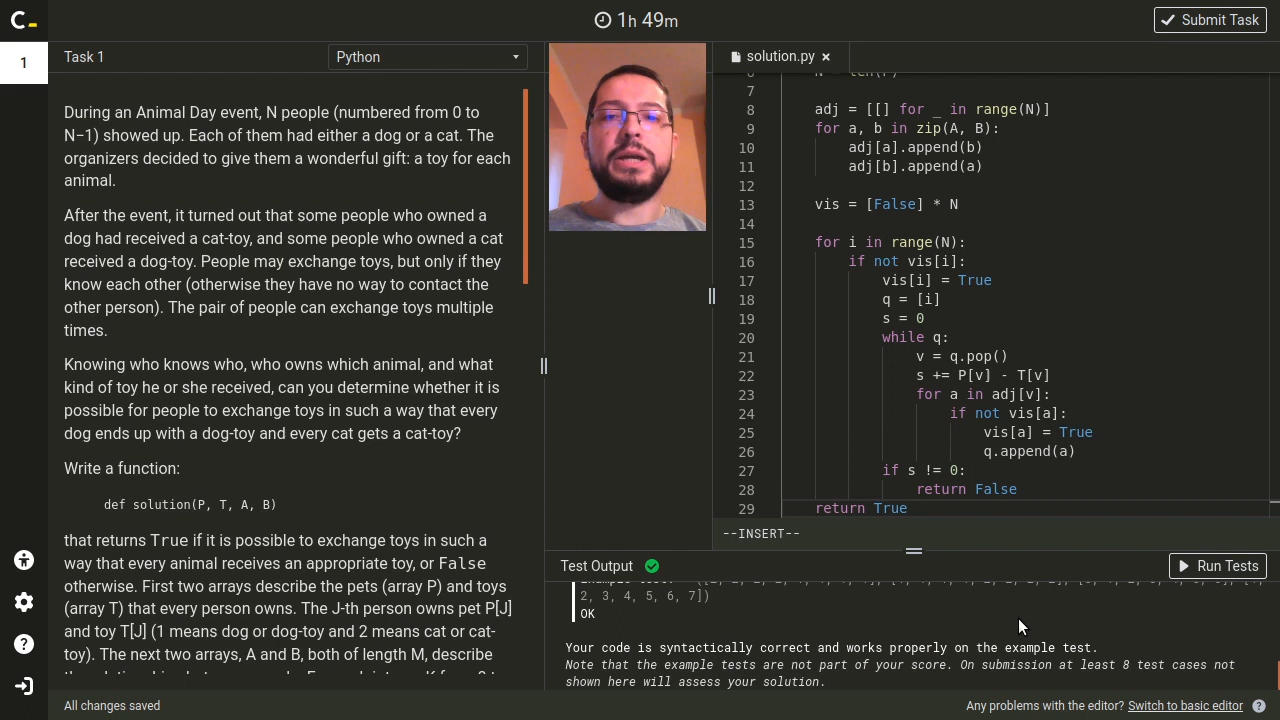 C_
1h 49m
Submit Task
1
Task 1
Python
solution.py ×
During an Animal Day event, N people (numbered from 0 to
N−1) showed up. Each of them had either a dog or a cat. The
organizers decided to give them a wonderful gift: a toy for each
animal.
After the event, it turned out that some people who owned a
dog had received a cat-toy, and some people who owned a cat
received a dog-toy. People may exchange toys, but only if they
know each other (otherwise they have no way to contact the
other person). The pair of people can exchange toys multiple
times.
Knowing who knows who, who owns which animal, and what
kind of toy he or she received, can you determine whether it is
possible for people to exchange toys in such a way that every
dog ends up with a dog-toy and every cat gets a cat-toy?
Write a function:
def solution(P, T, A, B)
that returns True if it is possible to exchange toys in such a
way that every animal receives an appropriate toy, or False
otherwise. First two arrays describe the pets (array P) and toys
(array T) that every person owns. The J-th person owns pet P[J]
and toy T[J] (1 means dog or dog-toy and 2 means cat or cat-
toy). The next two arrays, A and B, both of length M, describe
7
8 adj = [[] for _ in range(N)]
9 for a, b in zip(A, B):
10 adj[a].append(b)
11 adj[b].append(a)
12
13 vis = [False] * N
14
15 for i in range(N):
16 if not vis[i]:
17 vis[i] = True
18 q = [i]
19 s = 0
20 while q:
21 v = q.pop()
22 s += P[v] - T[v]
23 for a in adj[v]:
24 if not vis[a]:
25 vis[a] = True
26 q.append(a)
27 if s != 0:
28 return False
29 return True
--INSERT--
Test Output
Run Tests
2, 3, 4, 5, 6, 7])
OK
Your code is syntactically correct and works properly on the example test.
Note that the example tests are not part of your score. On submission at least 8 test cases not
shown here will assess your solution.
All changes saved
Any problems with the editor? Switch to basic editor ?